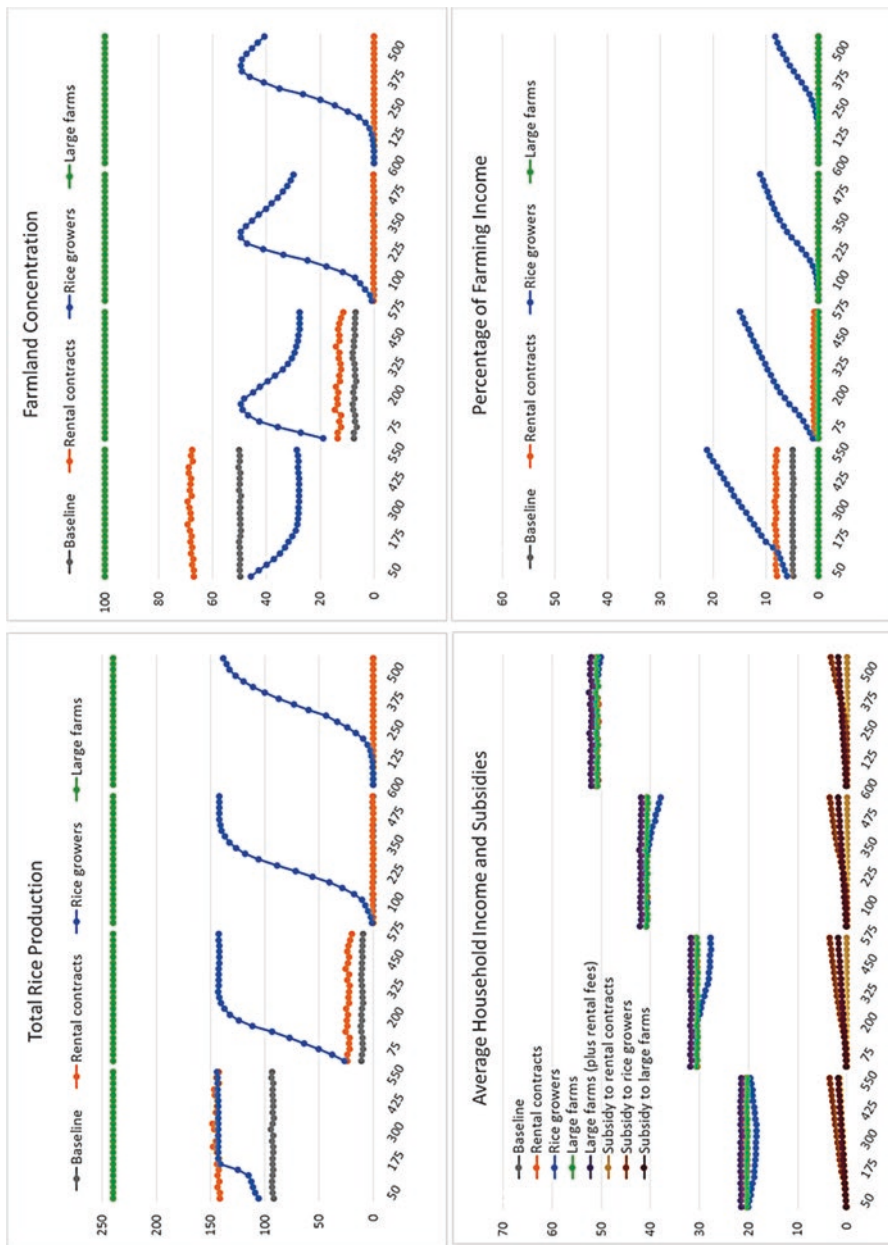 Total Rice Production
Baseline Rental contracts Rice growers Large farms
250
200
150
100
50
0
50 175 300 425 550 75 200 325 450 575 100 225 350 475 600 125 250 375 500
Farmland Concentration
Baseline Rental contracts Rice growers Large farms
100
80
60
40
20
0
50 175 300 425 550 75 200 325 450 575 100 225 350 475 600 125 250 375 500
Average Household Income and Subsidies
70
60
50
40
30
20
10
0
Baseline
Rental contracts
Rice growers
Large farms
Large farms (plus rental fees)
Subsidy to rental contracts
Subsidy to rice growers
Subsidy to large farms
50 175 300 425 550 75 200 325 450 575 100 225 350 475 600 125 250 375 500
Percentage of Farming Income
Baseline Rental contracts Rice growers Large farms
60
50
40
30
20
10
0
50 175 300 425 550 75 200 325 450 575 100 225 350 475 600 125 250 375 500